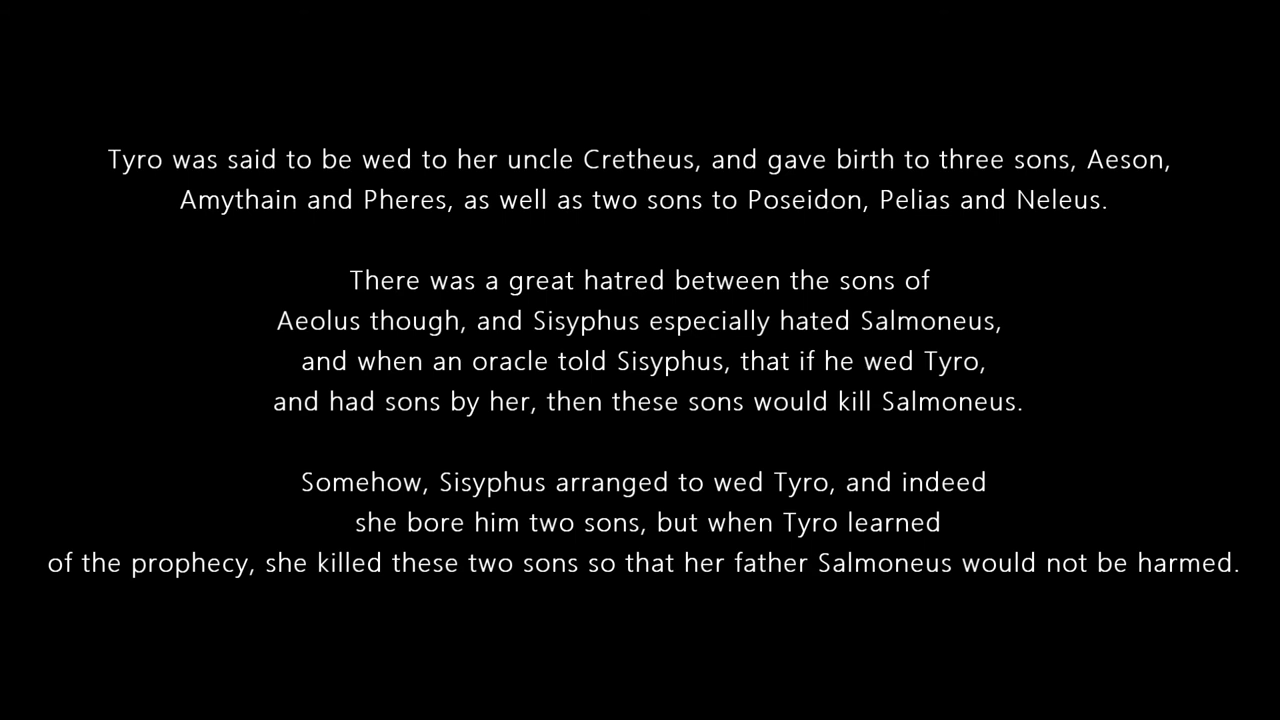 Tyro was said to be wed to her uncle Cretheus, and gave birth to three sons, Aeson,
Amythain and Pheres, as well as two sons to Poseidon, Pelias and Neleus.
There was a great hatred between the sons of
Aeolus though, and Sisyphus especially hated Salmoneus,
and when an oracle told Sisyphus, that if he wed Tyro,
and had sons by her, then these sons would kill Salmoneus.
Somehow, Sisyphus arranged to wed Tyro, and indeed
she bore him two sons, but when Tyro learned
of the prophecy, she killed these two sons so that her father Salmoneus would not be harmed.